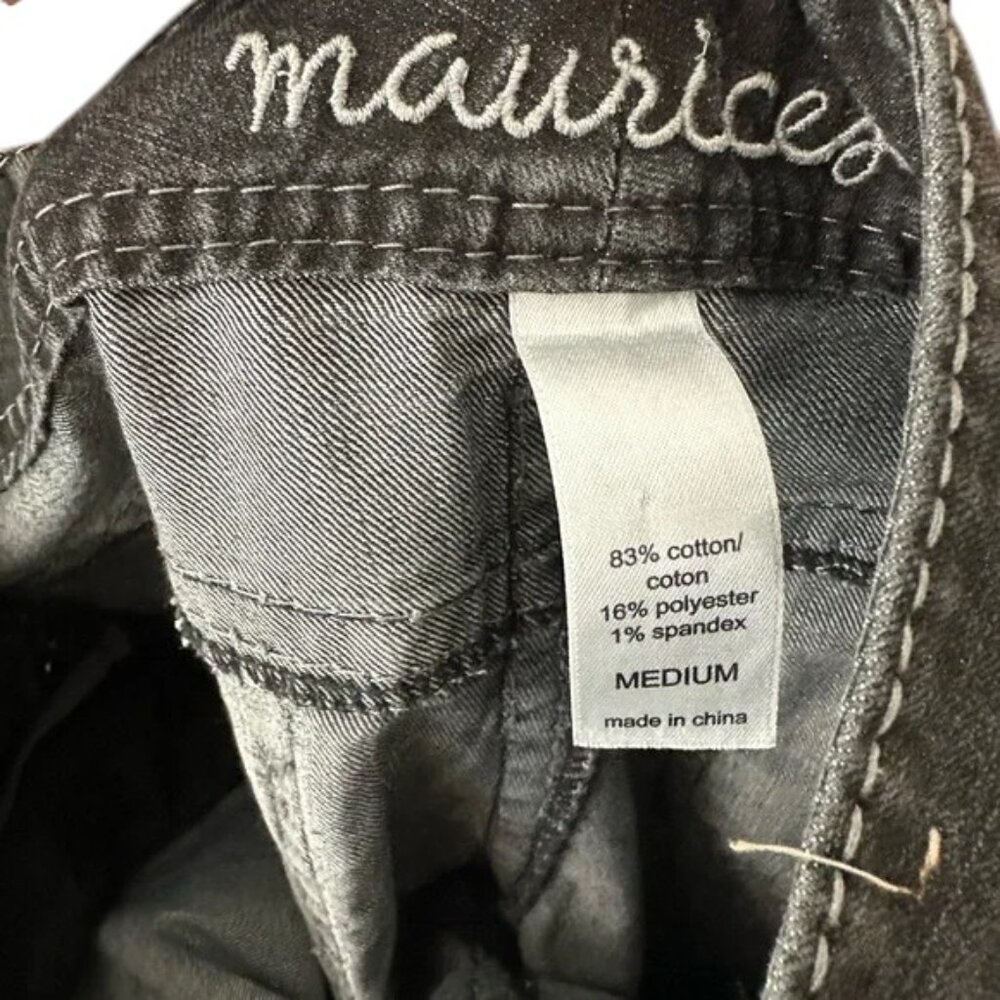 maurices
83% cotton/
coton
16% polyester
1% spandex
MEDIUM
made in china